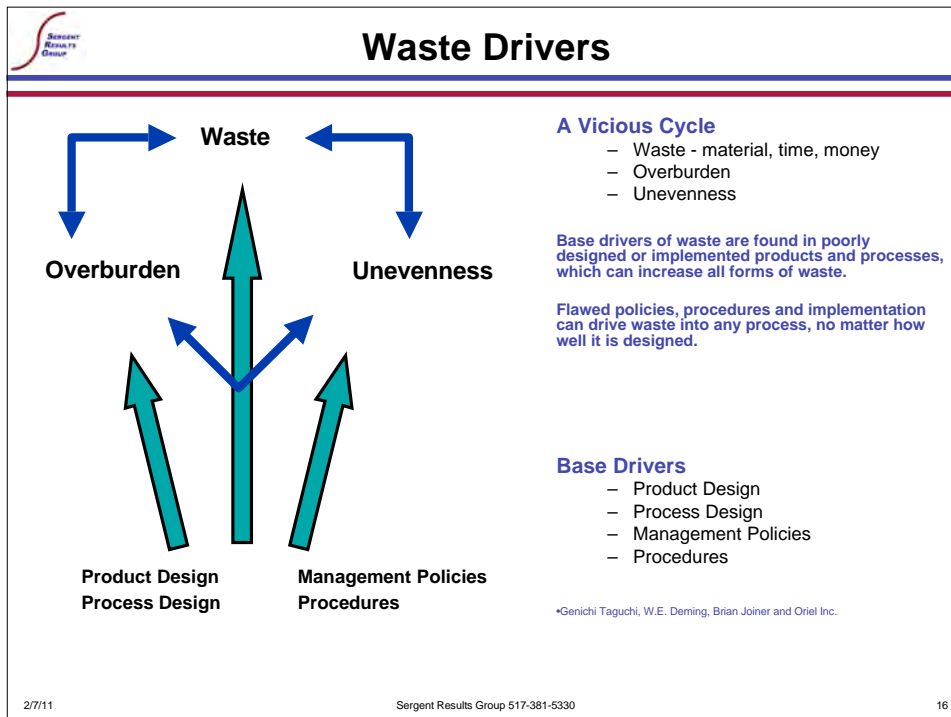 SERGENT
RESULTS
GROUP
Waste Drivers
Waste
Overburden
Unevenness
Product Design
Process Design
Management Policies
Procedures
A Vicious Cycle
– Waste - material, time, money
– Overburden
– Unevenness
Base drivers of waste are found in poorly
designed or implemented products and processes,
which can increase all forms of waste.
Flawed policies, procedures and implementation
can drive waste into any process, no matter how
well it is designed.
Base Drivers
– Product Design
– Process Design
– Management Policies
– Procedures
•Genichi Taguchi, W.E. Deming, Brian Joiner and Oriel Inc.
2/7/11
Sergent Results Group 517-381-5330
16